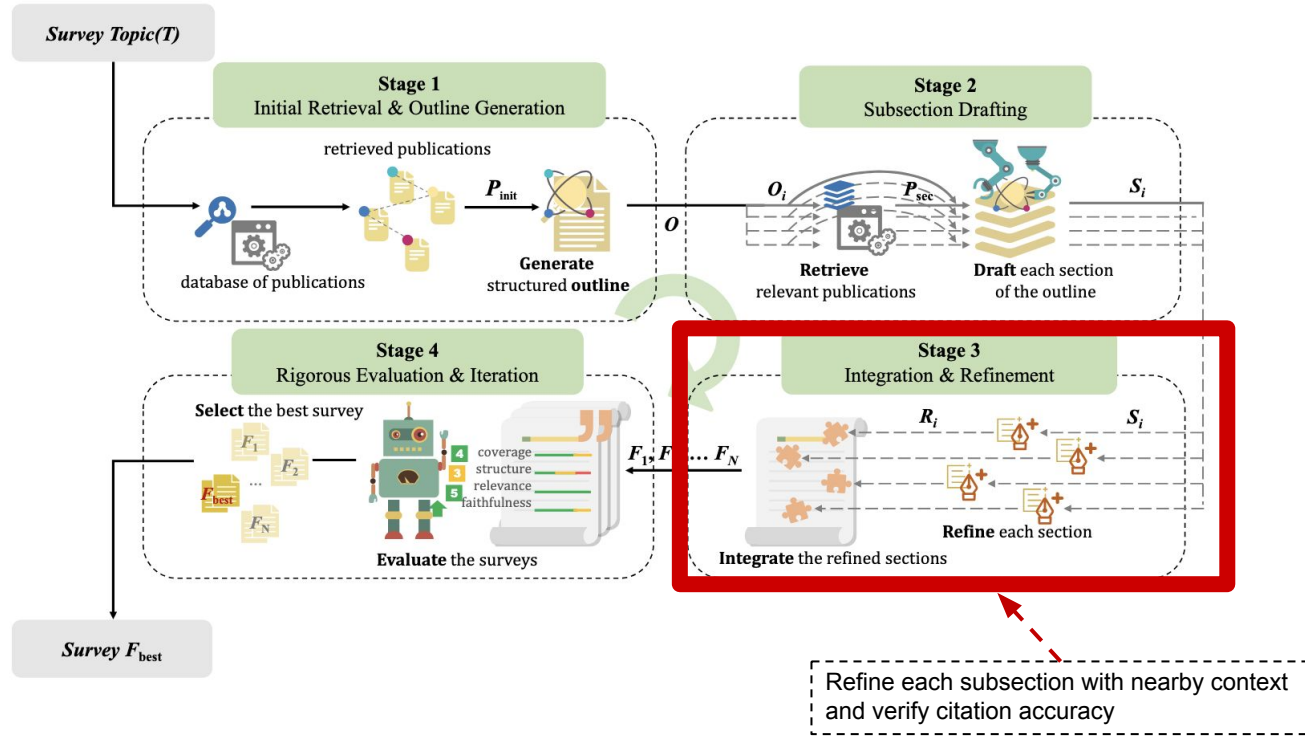 Survey Topic(T)
Stage 1
Initial Retrieval & Outline Generation
retrieved publications
P_init
database of publications
Generate
structured outline
O
Stage 2
Subsection Drafting
O_i
P_sec
S_i
Retrieve
relevant publications
Draft each section
of the outline
Stage 3
Integration & Refinement
R_i
S_i
Refine each section
Integrate the refined sections
F_1, F
... F_N
Stage 4
Rigorous Evaluation & Iteration
Select the best survey
F_1
F_2
...
F_best
F_N
4
3
5
coverage
structure
relevance
faithfulness
Evaluate the surveys
Survey F_best
Refine each subsection with nearby context
and verify citation accuracy